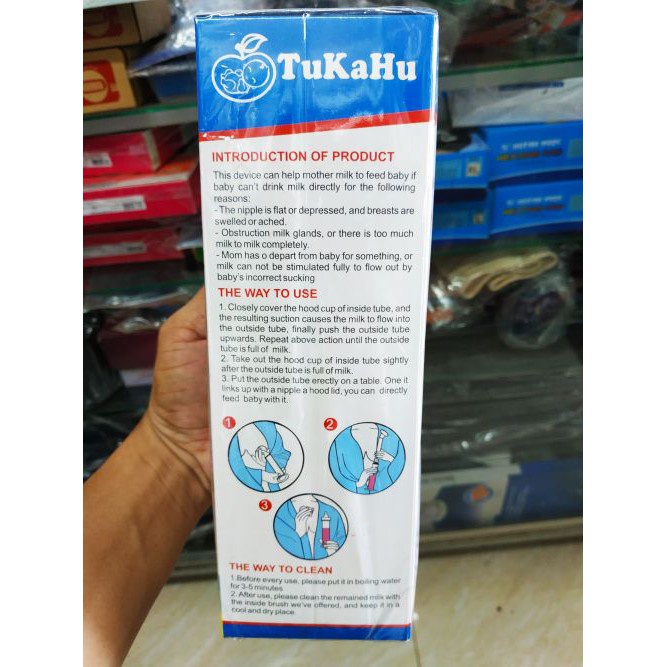 TuKaHu
INTRODUCTION OF PRODUCT
This device can help mother milk to feed baby if
baby can't drink milk directly for the following
reasons:
- The nipple is flat or depressed, and breasts are
swelled or ached.
- Obstruction milk glands, or there is too much
milk to milk completely.
- Mom has o depart from baby for something, or
milk can not be stimulated fully to flow out by
baby's incorrect sucking
THE WAY TO USE
1. Closely cover the hood cup of inside tube, and
the resulting suction causes the milk to flow into
the outside tube, finally push the outside tube
upwards. Repeat above action until the outside
tube is full of milk.
2. Take out the hood cup of inside tube sightly
after the outside tube is full of milk.
3. Put the outside tube erectly on a table. One it
links up with a nipple a hood lid, you can directly
feed baby with it.
1
2
3
THE WAY TO CLEAN
1.Before every use, please put it in boiling water
for 3-5 minutes
2. After use, please clean the remained milk with
the inside brush we've offered, and keep it in a
cool and dry place.